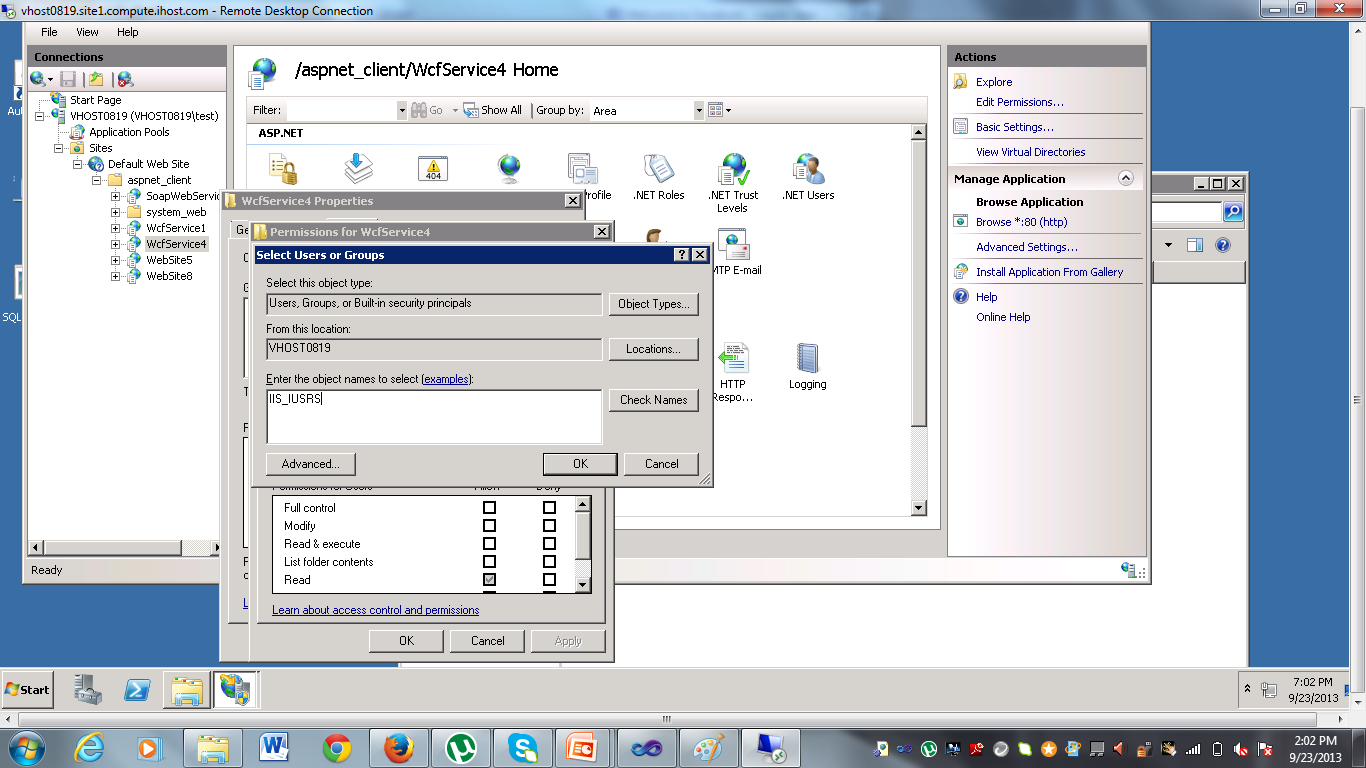 vhost0819.site1.compute.ihost.com - Remote Desktop Connection
File View Help
Connections
Start Page
VHOST0819 (VHOST0819\test)
Application Pools
Sites
Default Web Site
aspnet_client
SoapWebServic
system_web
WcfService1
WcfService4
WebSite5
WebSite8
Ready
/aspnet_client/WcfService4 Home
Filter: Go Show All Group by: Area
ASP.NET
404
Profile .NET Roles .NET Trust Levels .NET Users
MTP E-mail
HTTP Respo... Logging
Actions
Explore
Edit Permissions...
Basic Settings...
View Virtual Directories
Manage Application
Browse Application
Browse *:80 (http)
Advanced Settings...
Install Application From Gallery
Help
Online Help
WcfService4 Properties
Ge
Permissions for WcfService4
Select Users or Groups
Select this object type:
Users, Groups, or Built-in security principals Object Types...
From this location:
VHOST0819 Locations...
Enter the object names to select (examples):
IIS_IUSRS Check Names
Advanced... OK Cancel
Full control
Modify
Read & execute
List folder contents
Read
Learn about access control and permissions
OK Cancel Apply
SQL
Start
7:02 PM
9/23/2013
2:02 PM
9/23/2013